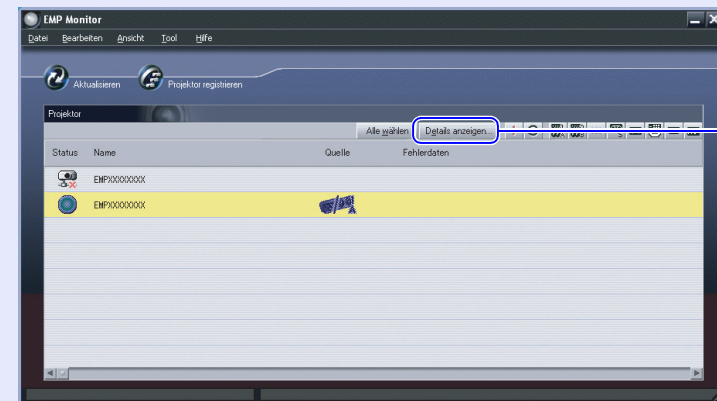 EMP Monitor
Datei Bearbeiten Ansicht Tool Hilfe
Aktualisieren Projektor registrieren
Projektor
Alle wählen Details anzeigen...
Status Name Quelle Fehlerdaten
EMPXXXXXXXX
EMPXXXXXXXX